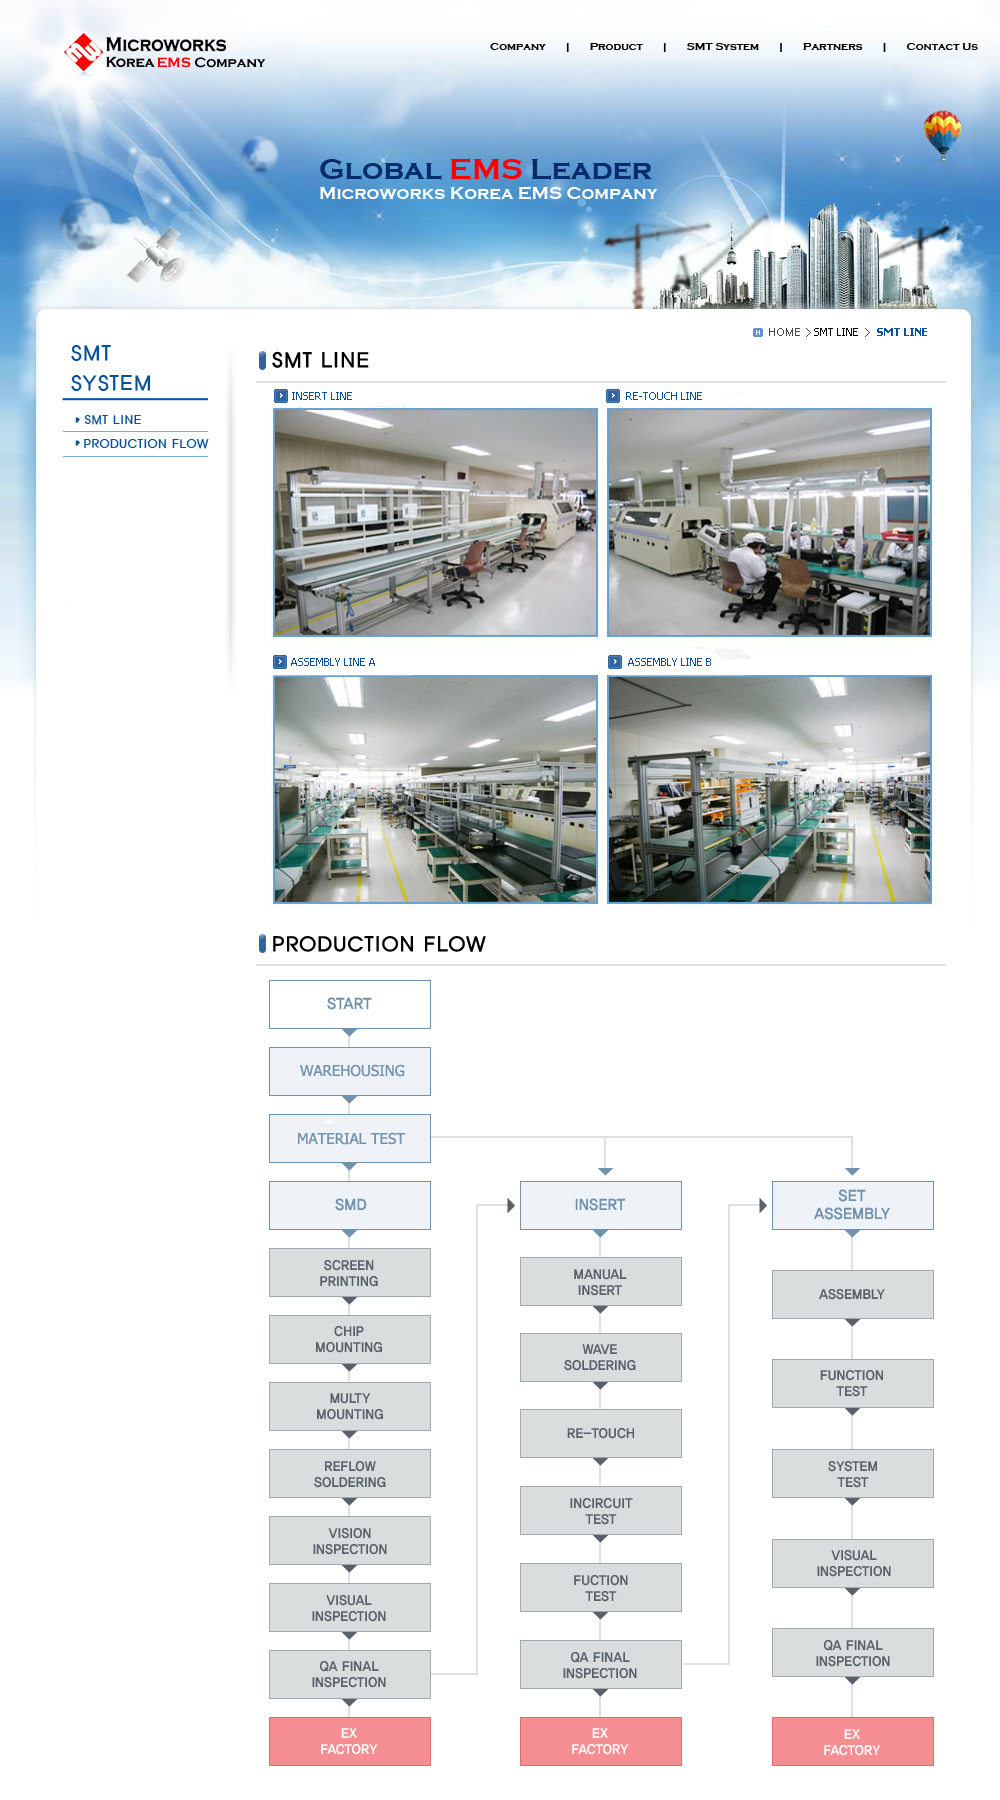 MICROWORKS
KOREA EMS COMPANY
COMPANY | PRODUCT | SMT SYSTEM | PARTNERS | CONTACT US
GLOBAL EMS LEADER
MICROWORKS KOREA EMS COMPANY
H HOME > SMT LINE > SMT LINE
SMT
SYSTEM
SMT LINE
PRODUCTION FLOW
SMT LINE
INSERT LINE
RE-TOUCH LINE
ASSEMBLY LINE A
ASSEMBLY LINE B
PRODUCTION FLOW
START
WAREHOUSING
MATERIAL TEST
SMD
SCREEN
PRINTING
CHIP
MOUNTING
MULTY
MOUNTING
REFLOW
SOLDERING
VISION
INSPECTION
VISUAL
INSPECTION
QA FINAL
INSPECTION
EX
FACTORY
INSERT
MANUAL
INSERT
WAVE
SOLDERING
RE-TOUCH
INCIRCUIT
TEST
FUCTION
TEST
QA FINAL
INSPECTION
EX
FACTORY
SET
ASSEMBLY
ASSEMBLY
FUNCTION
TEST
SYSTEM
TEST
VISUAL
INSPECTION
QA FINAL
INSPECTION
EX
FACTORY